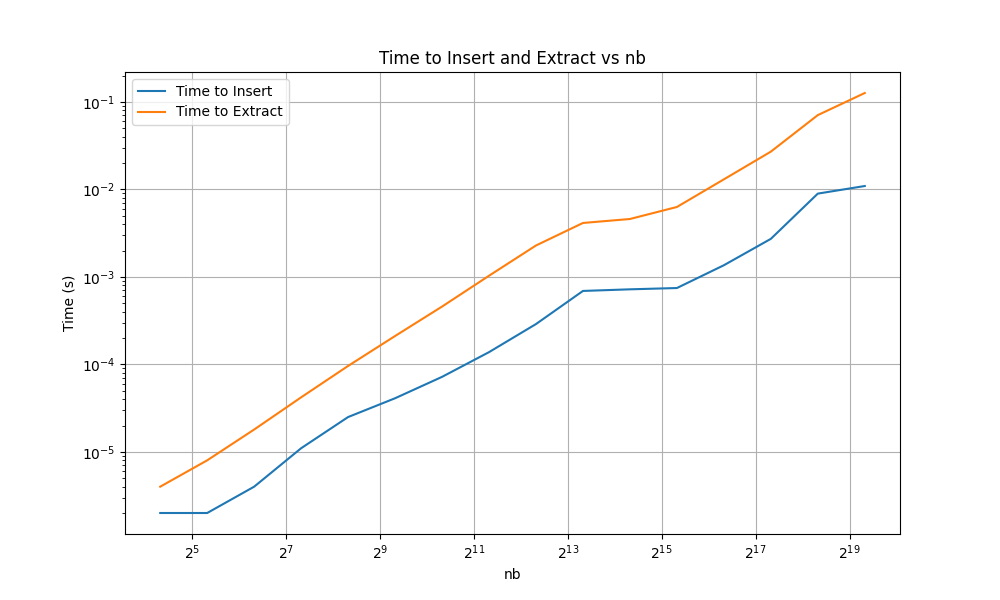 Time to Insert and Extract vs nb
Time to Insert
Time to Extract
Time (s)
10⁻¹
10⁻²
10⁻³
10⁻⁴
10⁻⁵
2⁵ 2⁷ 2⁹ 2¹¹ 2¹³ 2¹⁵ 2¹⁷ 2¹⁹
nb